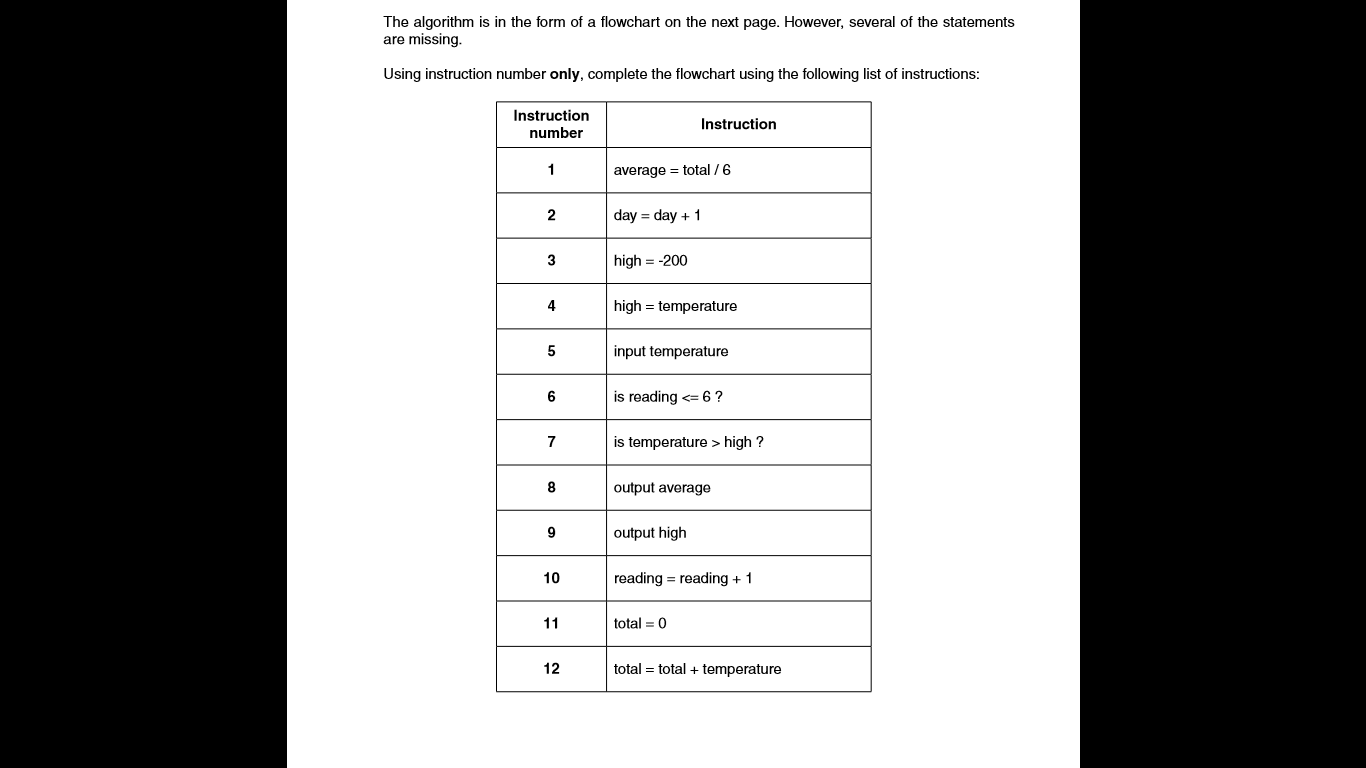 The algorithm is in the form of a flowchart on the next page. However, several of the statements
are missing.
Using instruction number only, complete the flowchart using the following list of instructions:
Instruction number Instruction
1 average = total / 6
2 day = day + 1
3 high = -200
4 high = temperature
5 input temperature
6 is reading <= 6 ?
7 is temperature > high ?
8 output average
9 output high
10 reading = reading + 1
11 total = 0
12 total = total + temperature